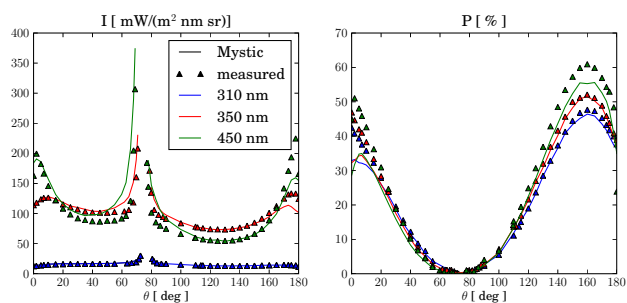 I [ mW/(m² nm sr)]
400
350
300
250
200
150
100
50
0
0 20 40 60 80 100 120 140 160 180
θ [ deg]
Mystic
measured
310 nm
350 nm
450 nm
P [ %]
70
60
50
40
30
20
10
0
0 20 40 60 80 100 120 140 160 180
θ [ deg]